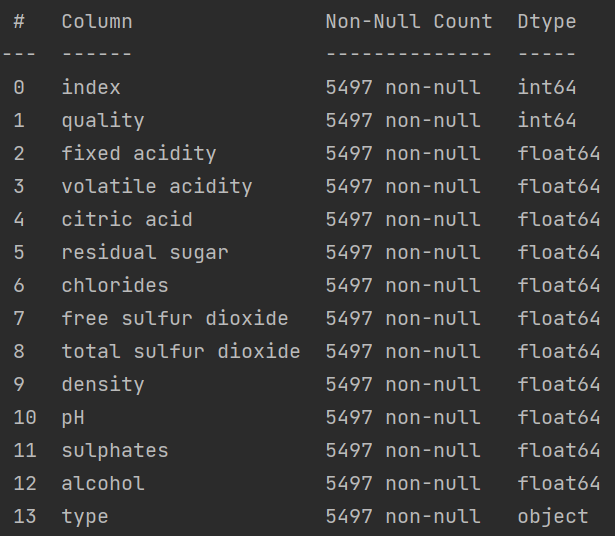 #   Column                Non-Null Count  Dtype
---  ------                --------------  -----
0   index                 5497 non-null   int64
1   quality               5497 non-null   int64
2   fixed acidity         5497 non-null   float64
3   volatile acidity      5497 non-null   float64
4   citric acid           5497 non-null   float64
5   residual sugar        5497 non-null   float64
6   chlorides             5497 non-null   float64
7   free sulfur dioxide   5497 non-null   float64
8   total sulfur dioxide  5497 non-null   float64
9   density               5497 non-null   float64
10  pH                    5497 non-null   float64
11  sulphates             5497 non-null   float64
12  alcohol               5497 non-null   float64
13  type                  5497 non-null   object